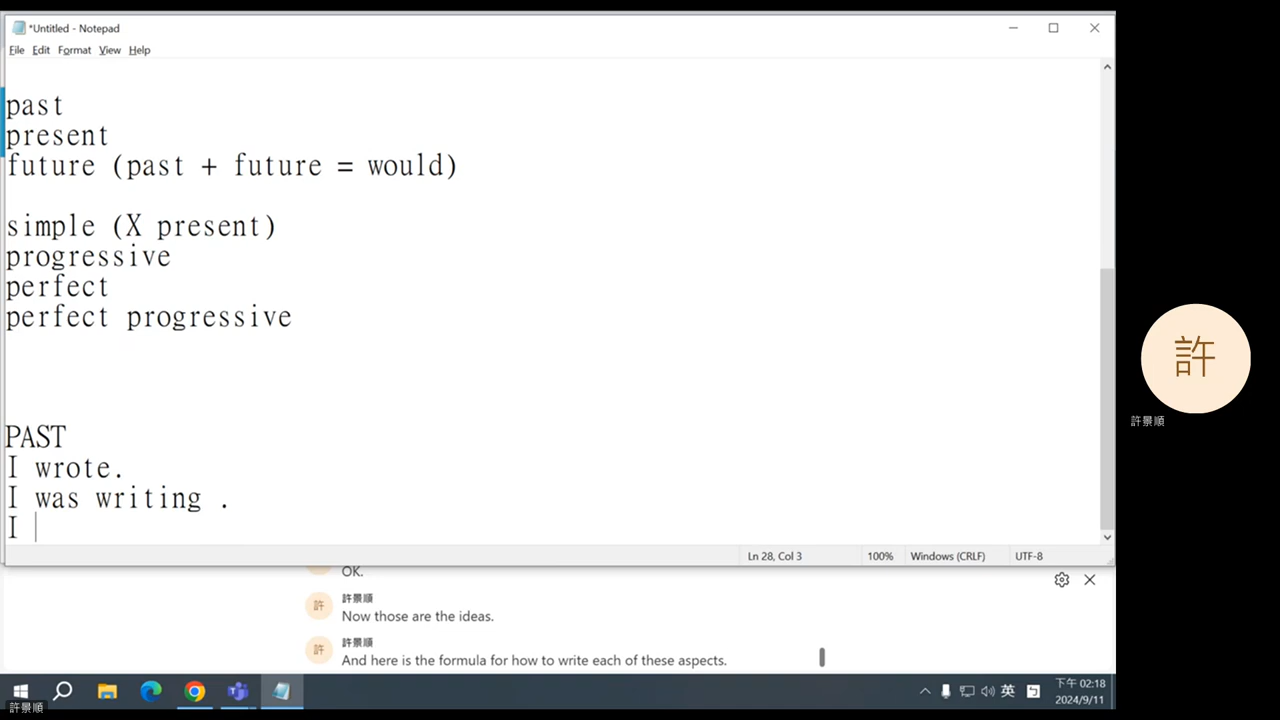 *Untitled - Notepad
File Edit Format View Help
past
present
future (past + future = would)
simple (X present)
progressive
perfect
perfect progressive
PAST
I wrote.
I was writing .
I
Ln 28, Col 3 100% Windows (CRLF) UTF-8
OK.
許 許景順
Now those are the ideas.
許 許景順
And here is the formula for how to write each of these aspects.
許
許景順
英 下午 02:18
2024/9/11
許景順